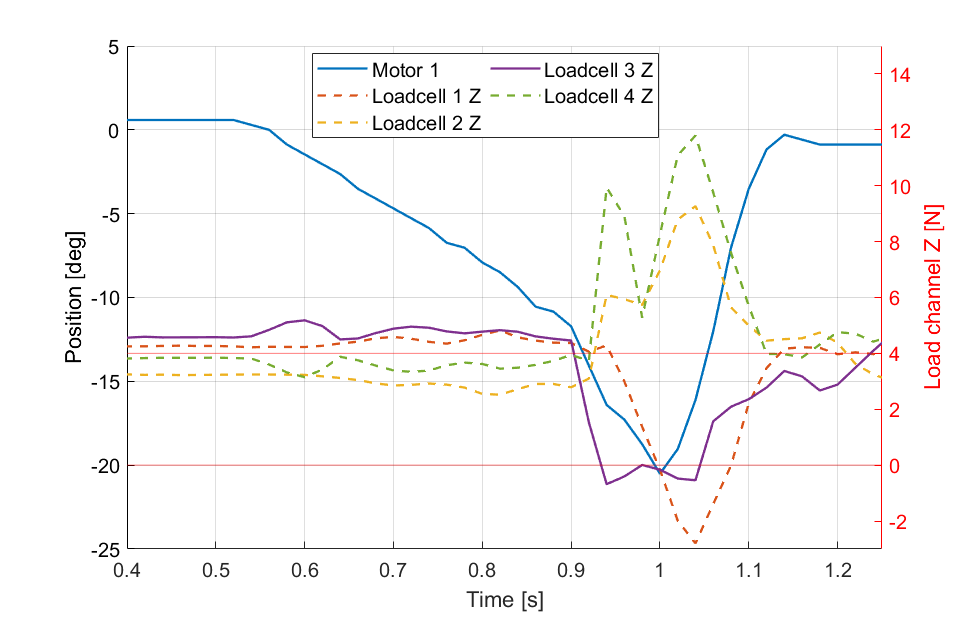 5
0
-5
-10
-15
-20
-25
Position [deg]
Motor 1
Loadcell 1 Z
Loadcell 2 Z
Loadcell 3 Z
Loadcell 4 Z
14
12
10
8
6
4
2
0
-2
Load channel Z [N]
0.4 0.5 0.6 0.7 0.8 0.9 1 1.1 1.2
Time [s]